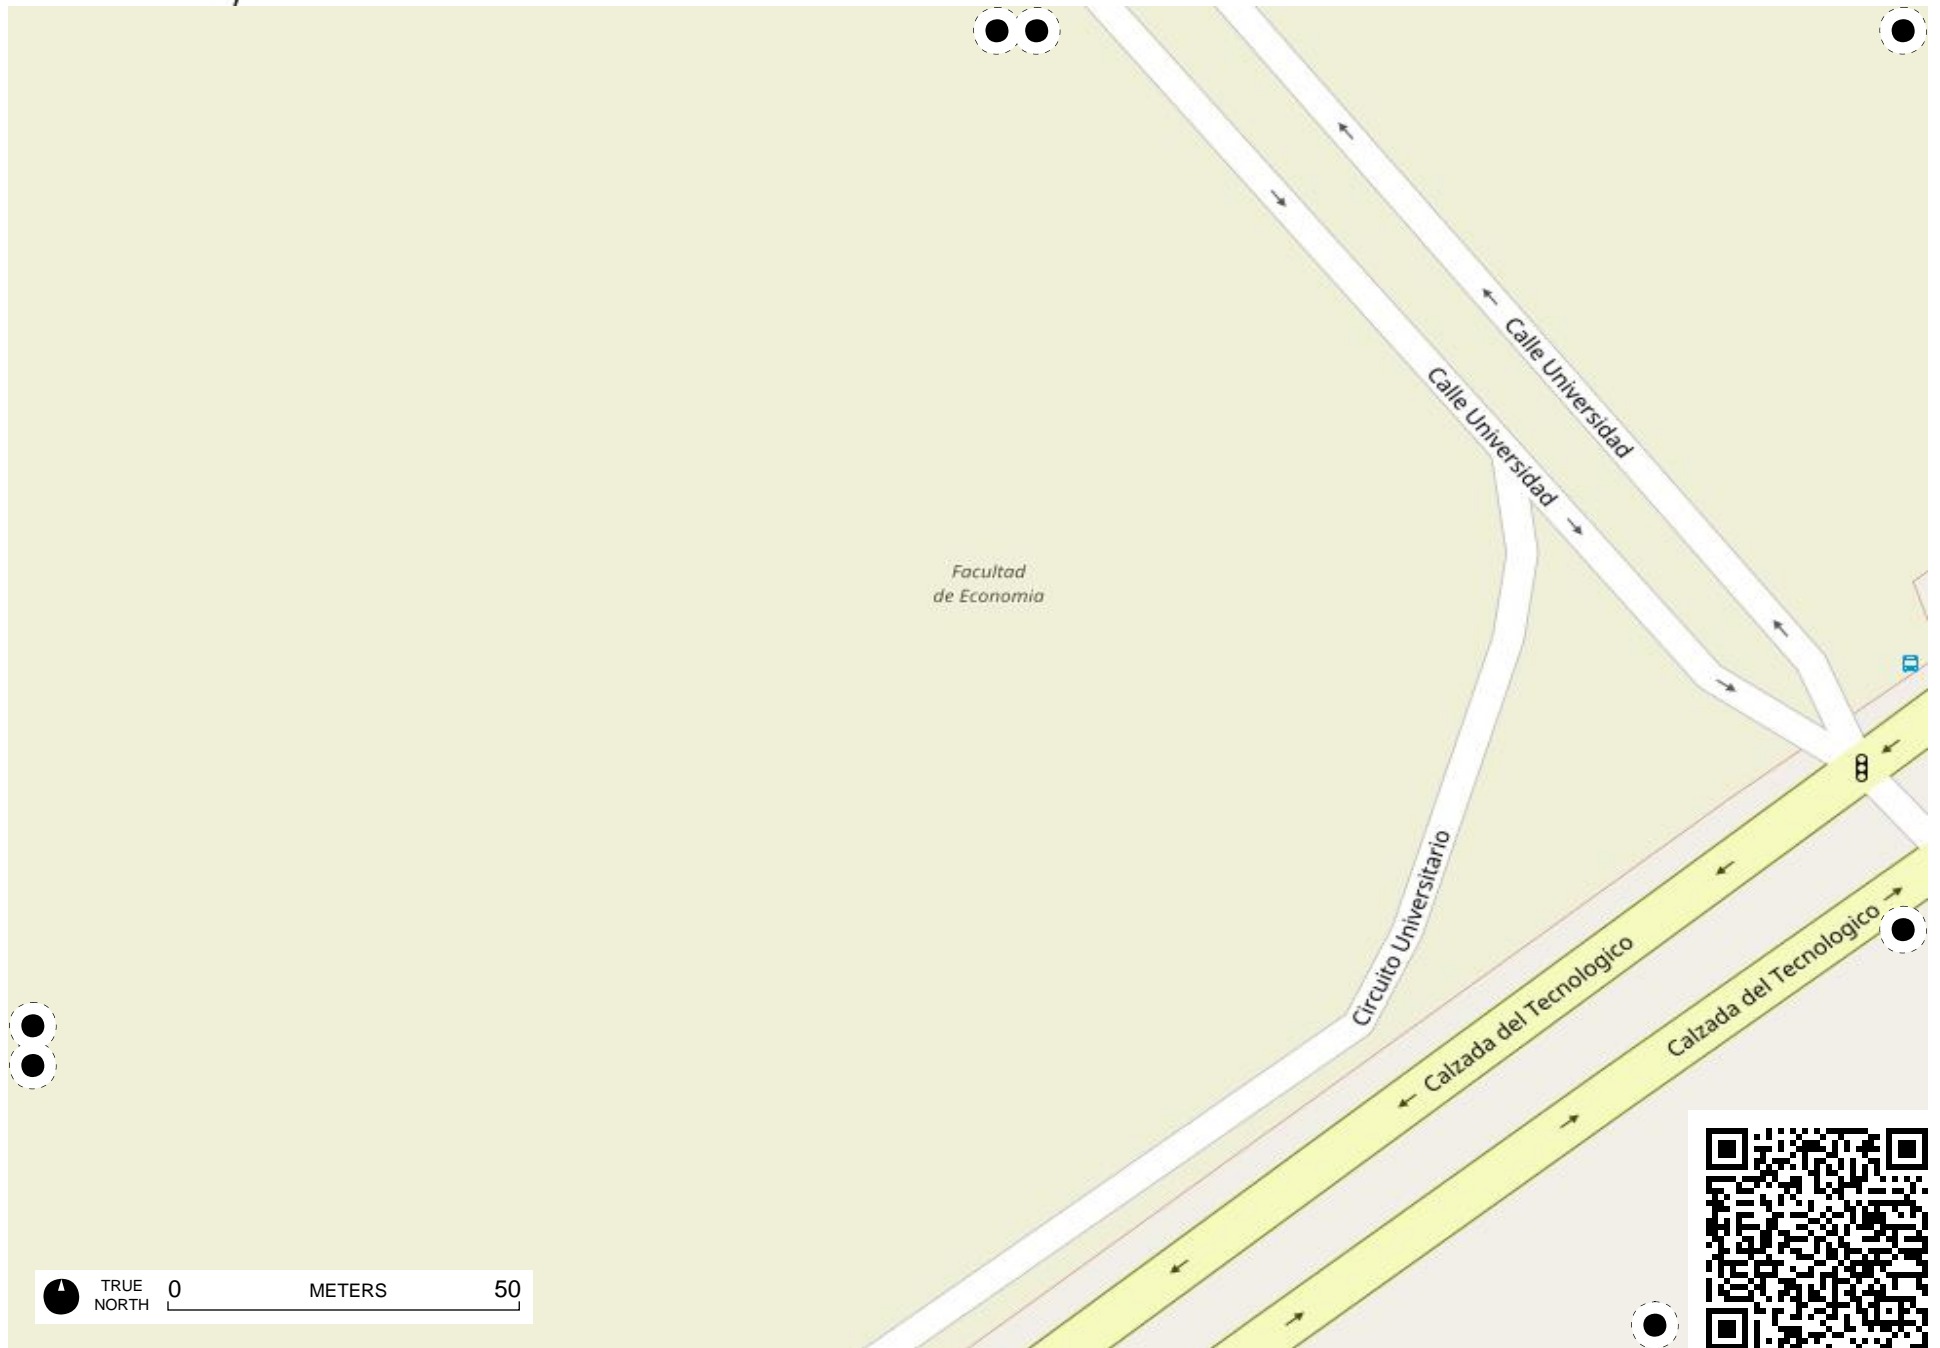 Calle Universidad
Calle Universidad
Facultad
de Economia
Circuito Universitario
Calzada del Tecnologico
Calzada del Tecnologico
TRUE
NORTH
0 METERS 50